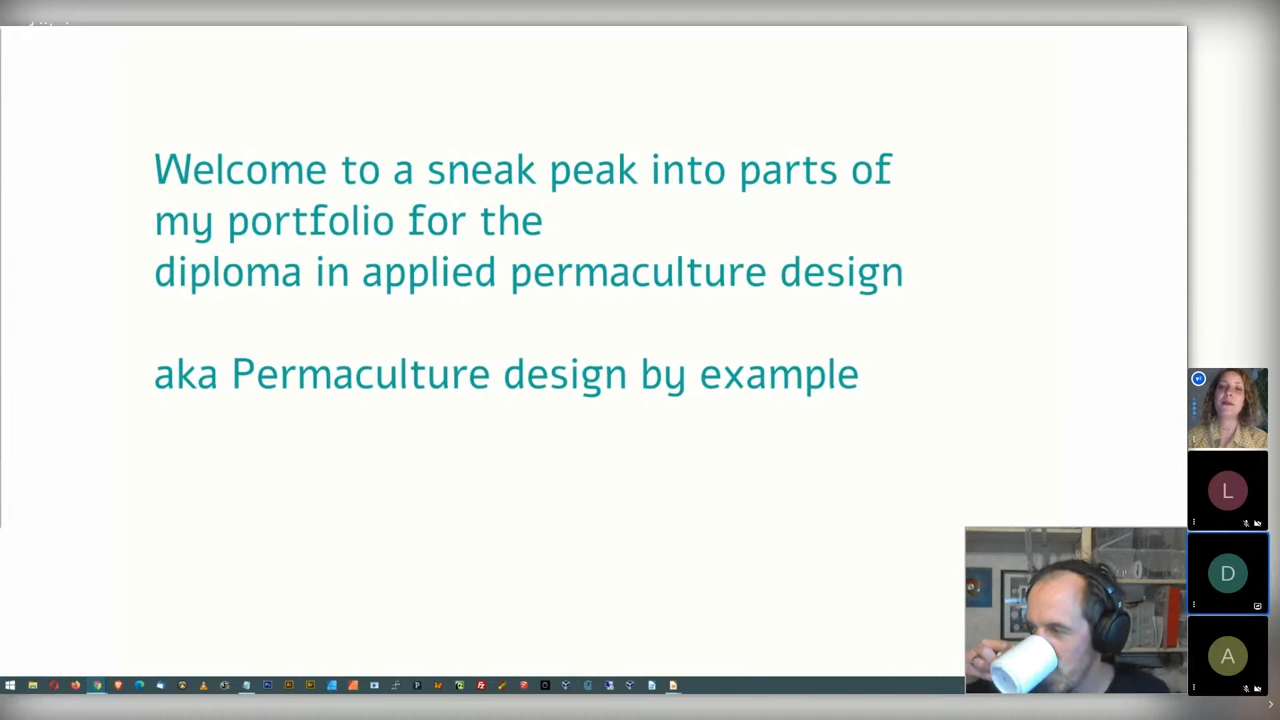 Welcome to a sneak peak into parts of
my portfolio for the
diploma in applied permaculture design
aka Permaculture design by example
L
D
A